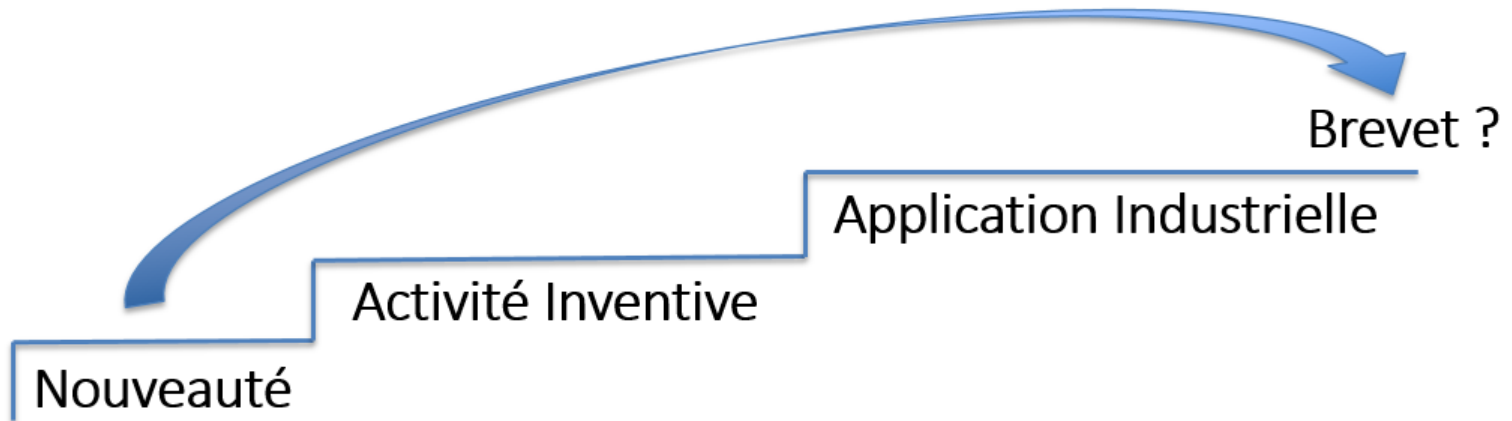 Brevet ?
Application Industrielle
Activité Inventive
Nouveauté